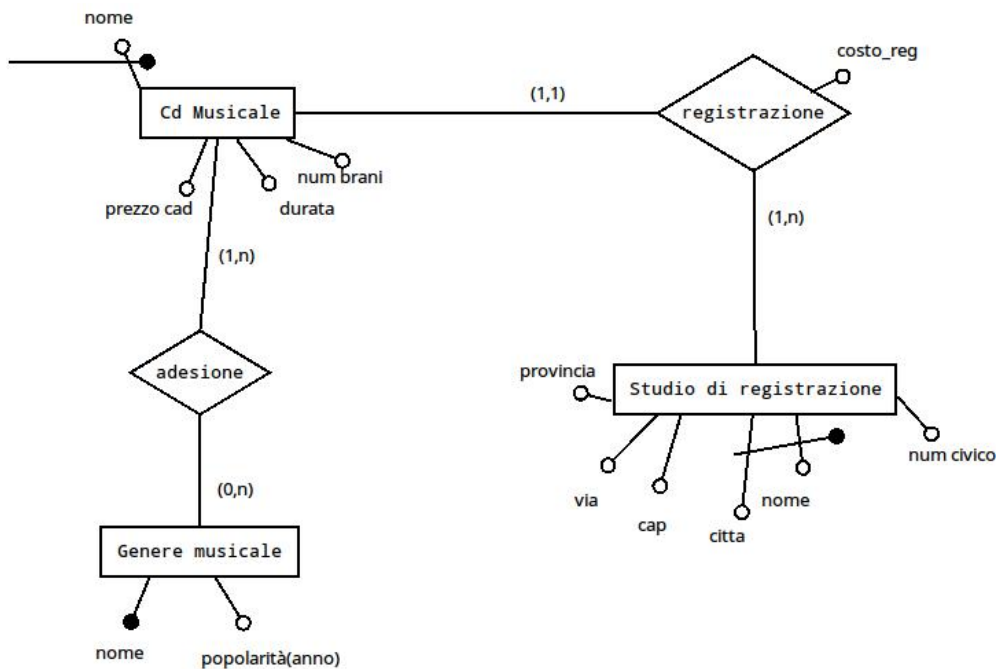 nome
costo_reg
Cd Musicale
(1,1)
registrazione
num brani
prezzo cad
durata
(1,n)
(1,n)
adesione
provincia
Studio di registrazione
num civico
via
nome
cap
citta
(0,n)
Genere musicale
nome
popolarità(anno)